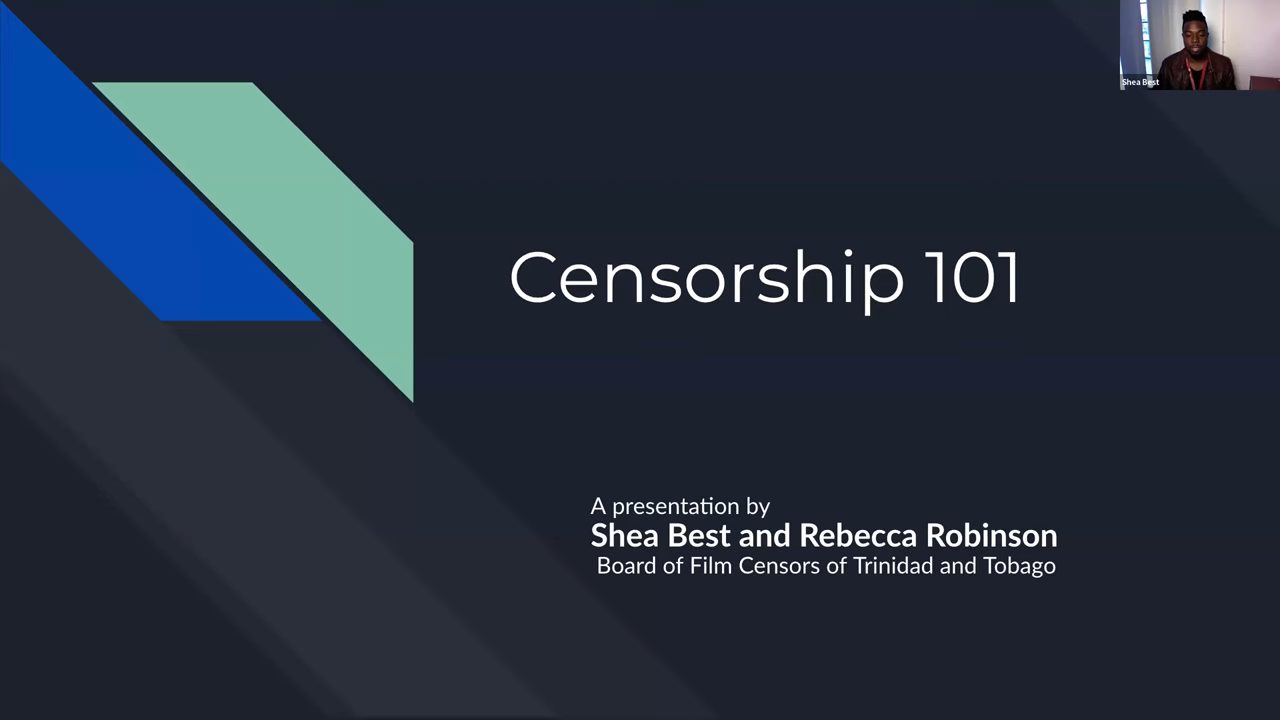 Shea Best
Censorship 101
A presentation by
Shea Best and Rebecca Robinson
Board of Film Censors of Trinidad and Tobago